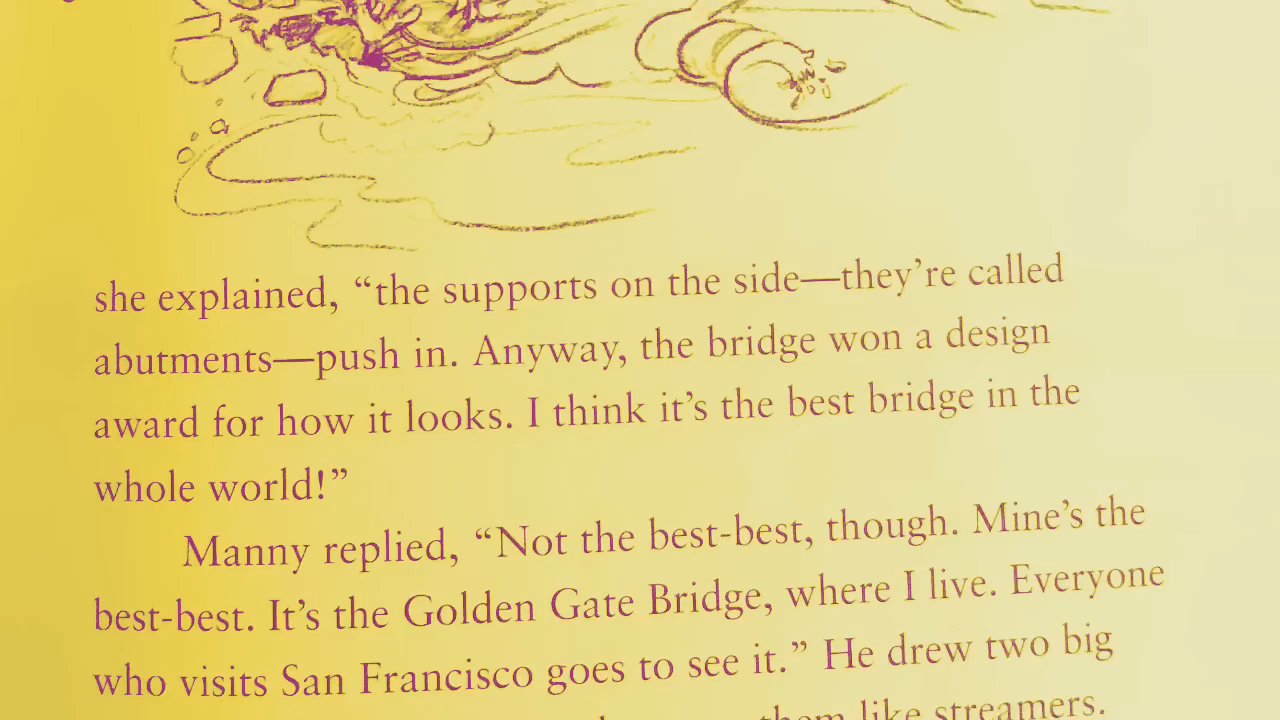 she explained, “the supports on the side—they’re called
abutments—push in. Anyway, the bridge won a design
award for how it looks. I think it’s the best bridge in the
whole world!”
Manny replied, “Not the best-best, though. Mine’s the
best-best. It’s the Golden Gate Bridge, where I live. Everyone
who visits San Francisco goes to see it.” He drew two big
them like streamers.